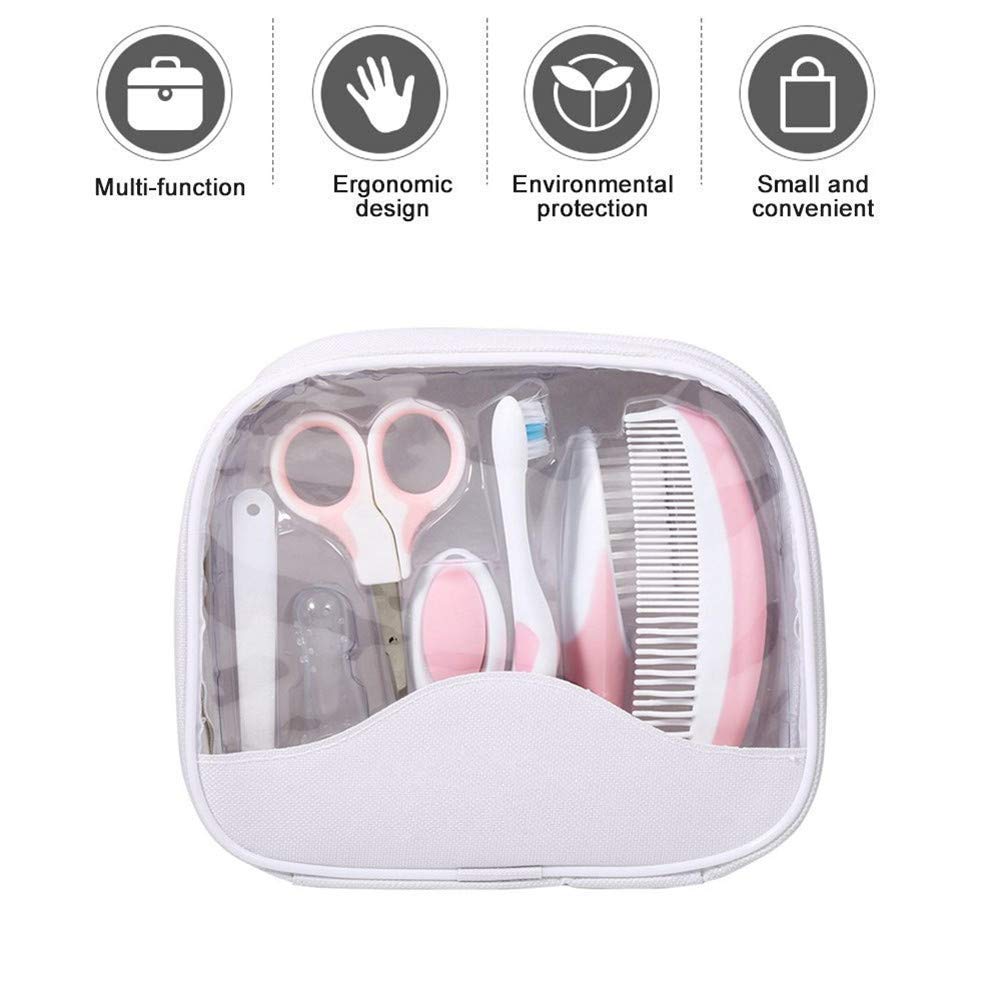 Multi-function
Ergonomic
design
Environmental
protection
Small and
convenient